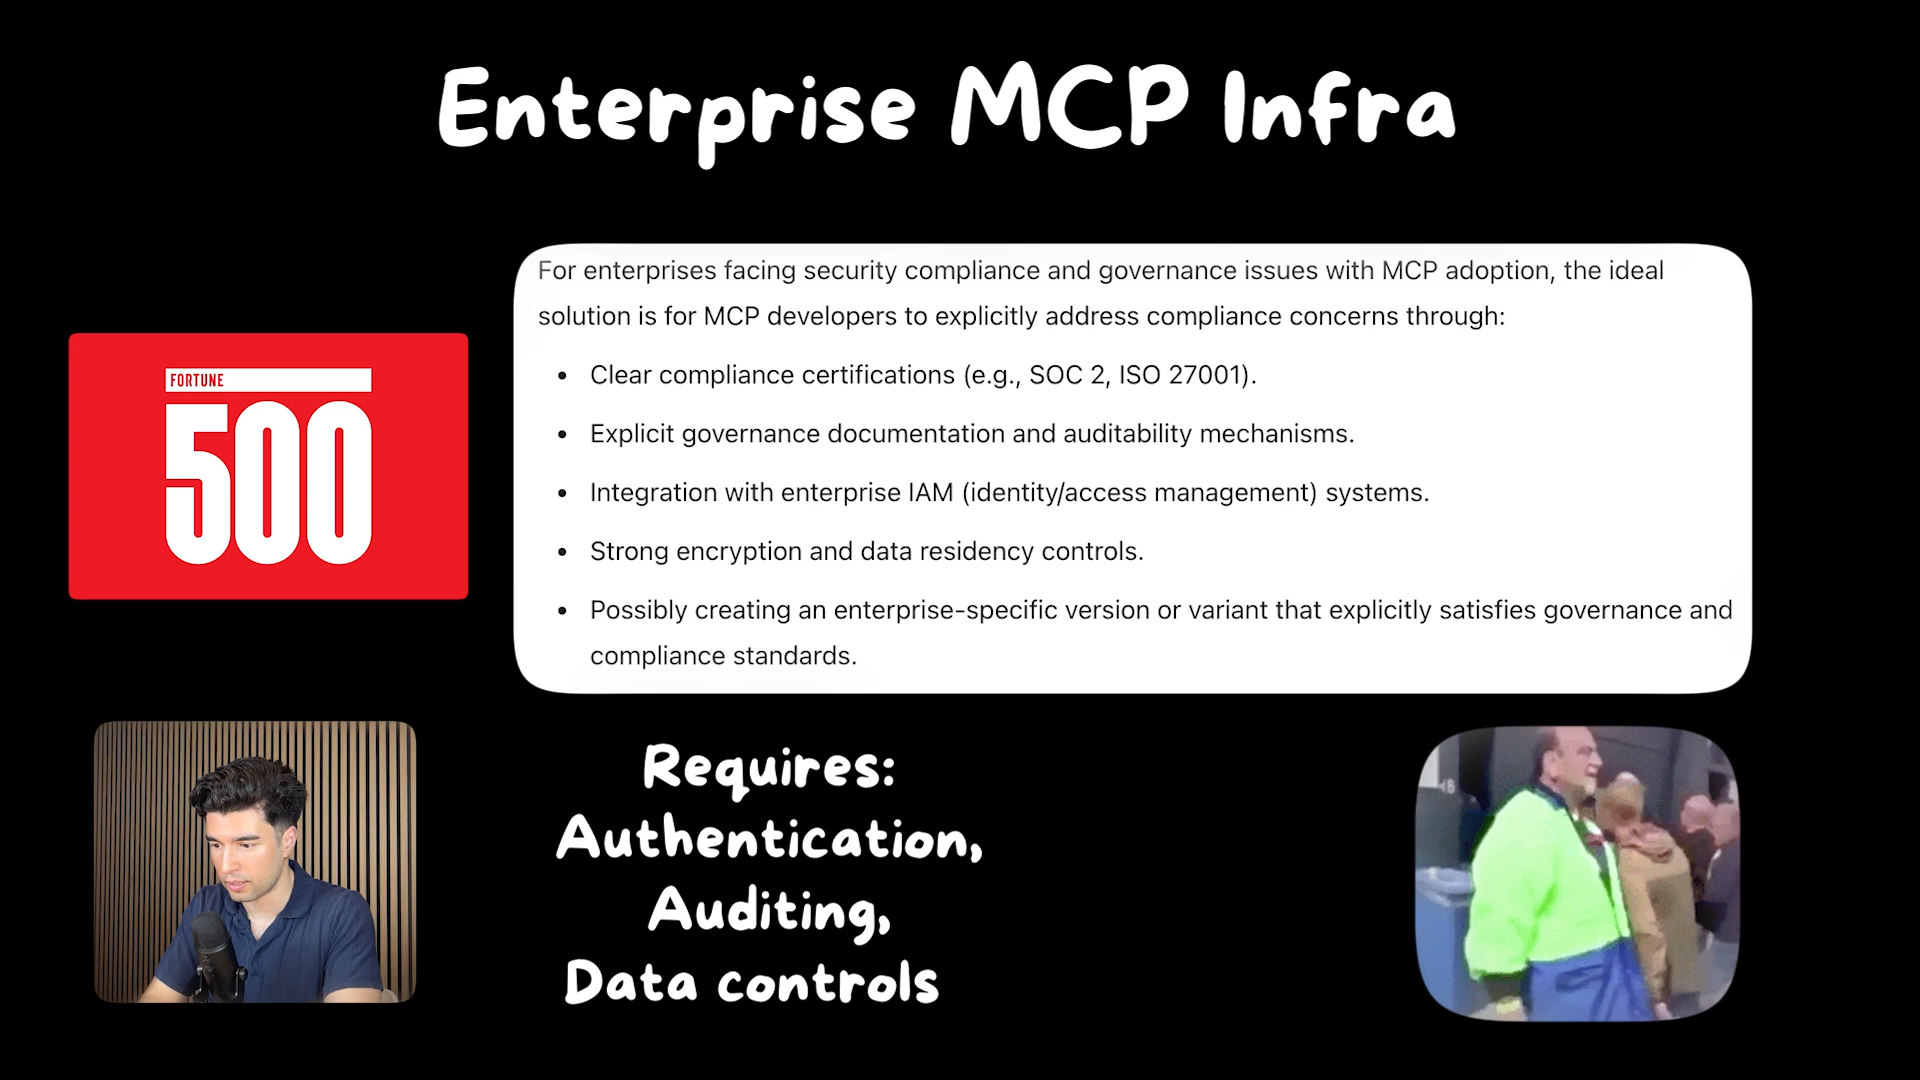 Enterprise MCP Infra
FORTUNE
500
For enterprises facing security compliance and governance issues with MCP adoption, the ideal
solution is for MCP developers to explicitly address compliance concerns through:
• Clear compliance certifications (e.g., SOC 2, ISO 27001).
• Explicit governance documentation and auditability mechanisms.
• Integration with enterprise IAM (identity/access management) systems.
• Strong encryption and data residency controls.
• Possibly creating an enterprise-specific version or variant that explicitly satisfies governance and
compliance standards.
Requires:
Authentication,
Auditing,
Data controls